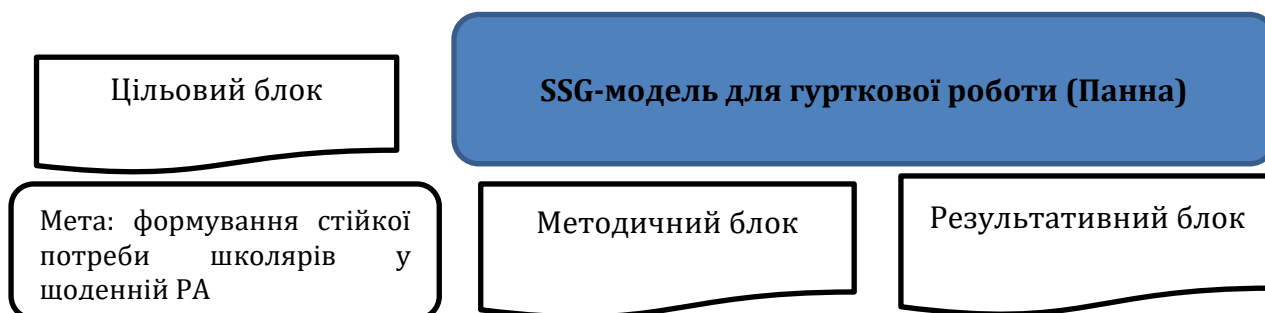 Цільовий блок
SSG-модель для гурткової роботи (Панна)
Мета: формування стійкої
потреби школярів у
щоденній РА
Методичний блок
Результативний блок